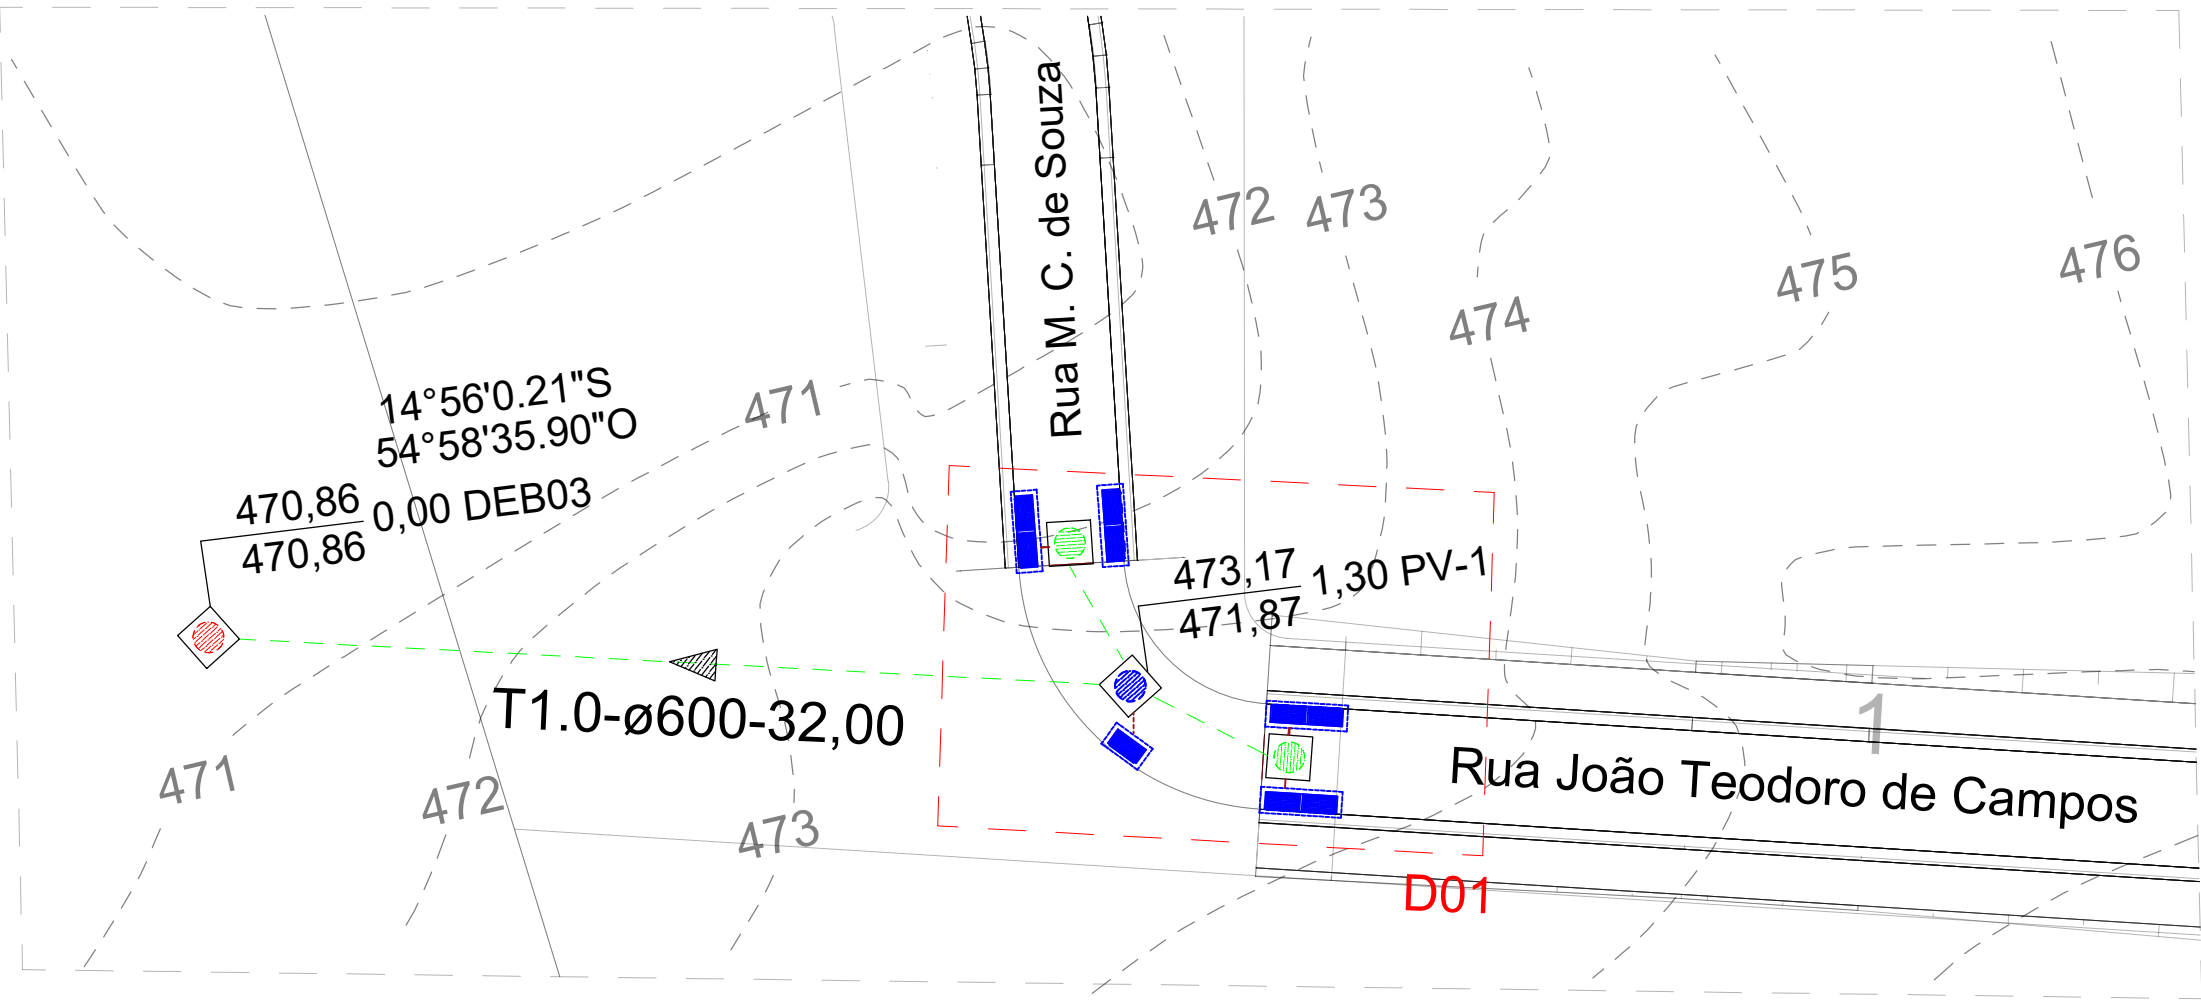 Rua M. C. de Souza
472
473
474
475
476
471
14°56'0.21"S
54°58'35.90"O
470,86
470,86
0,00 DEB03
473,17
471,87
1,30 PV-1
T1.0-ø600-32,00
471
472
473
1
Rua João Teodoro de Campos
D01